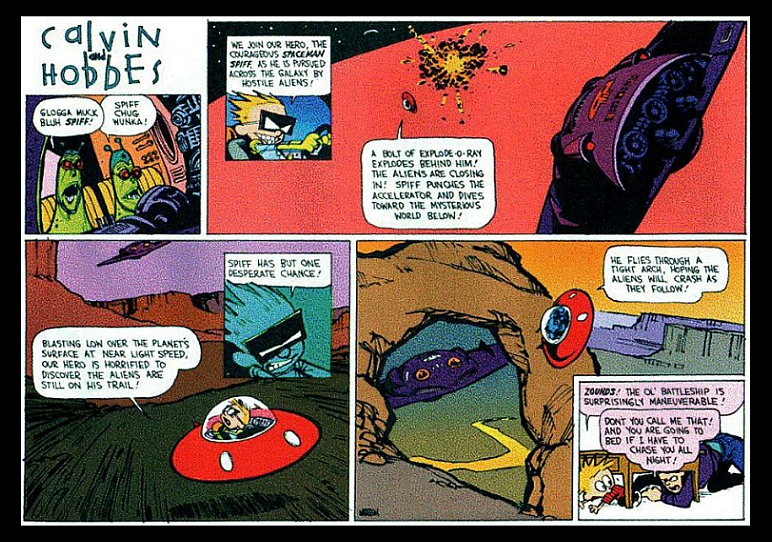 CALVIN
and
HOBBES
GLOGGA MUCK
BLUH SPIFF!
SPIFF
CHUG
WUNKA!
WE JOIN OUR HERO, THE
COURAGEOUS SPACEMAN
SPIFF, AS HE IS PURSUED
ACROSS THE GALAXY BY
HOSTILE ALIENS!
A BOLT OF EXPLODE-O-RAY
EXPLODES BEHIND HIM!
THE ALIENS ARE CLOSING
IN! SPIFF PUNCHES THE
ACCELERATOR AND DIVES
TOWARD THE MYSTERIOUS
WORLD BELOW!
BLASTING LOW OVER THE PLANET'S
SURFACE AT NEAR LIGHT SPEED,
OUR HERO IS HORRIFIED TO
DISCOVER THE ALIENS ARE
STILL ON HIS TRAIL!
SPIFF HAS BUT ONE
DESPERATE CHANCE!
HE FLIES THROUGH A
TIGHT ARCH, HOPING THE
ALIENS WILL CRASH AS
THEY FOLLOW!
ZOUNDS! THE OL' BATTLESHIP IS
SURPRISINGLY MANEUVERABLE!
DONT YOU CALL ME THAT!
AND YOU ARE GOING TO
BED IF I HAVE TO
CHASE YOU ALL
NIGHT!